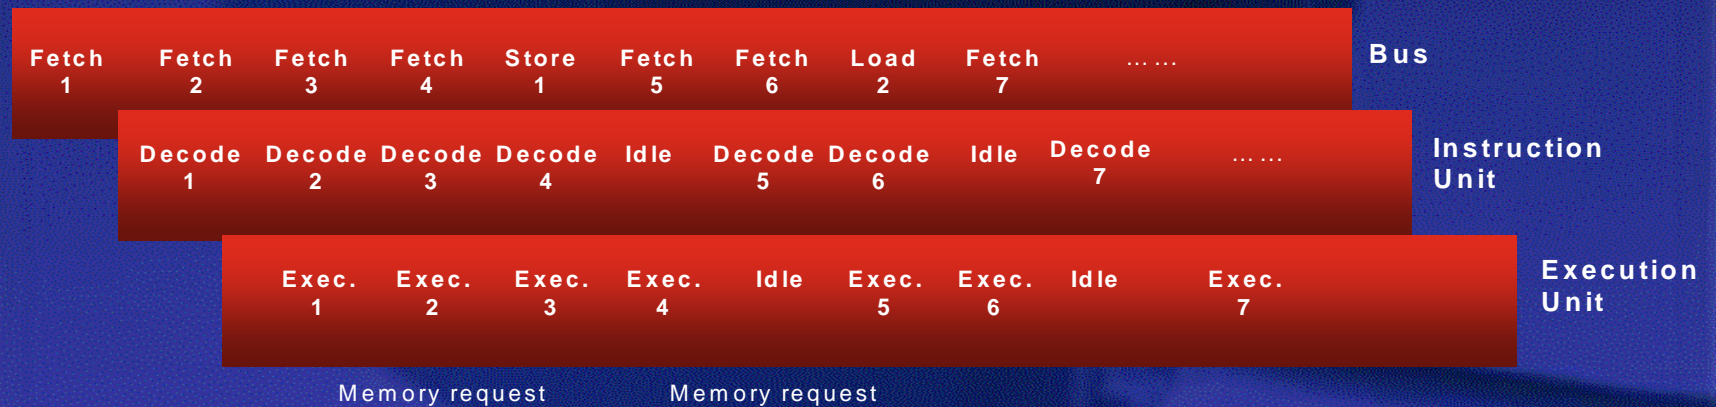 Fetch Fetch Fetch Fetch Store Fetch Fetch Load Fetch ...... Bus
1 2 3 4 1 5 6 2 7
Decode Decode Decode Decode Idle Decode Decode Idle Decode ...... Instruction
1 2 3 4 5 6 7 Unit
Exec. Exec. Exec. Exec. Idle Exec. Exec. Idle Exec. Execution
1 2 3 4 5 6 7 Unit
Memory request Memory request